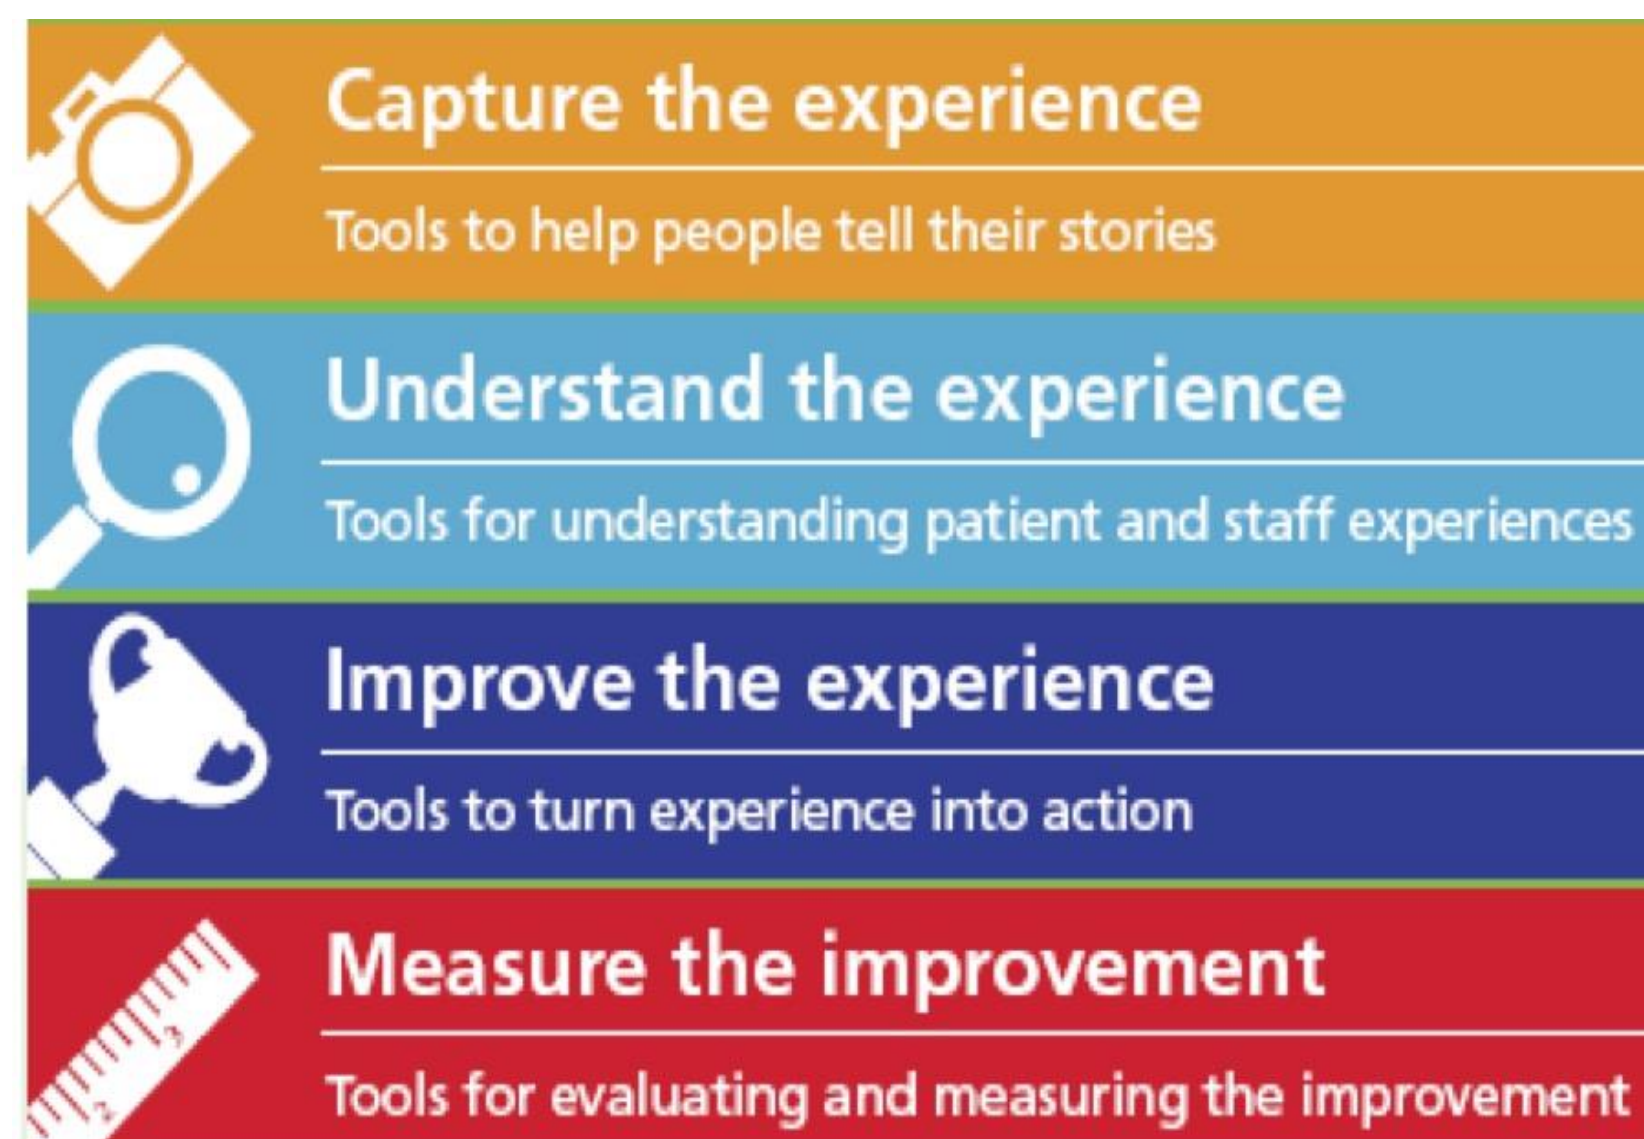 Capture the experience
Tools to help people tell their stories
Understand the experience
Tools for understanding patient and staff experiences
Improve the experience
Tools to turn experience into action
Measure the improvement
3
2
Tools for evaluating and measuring the improvement